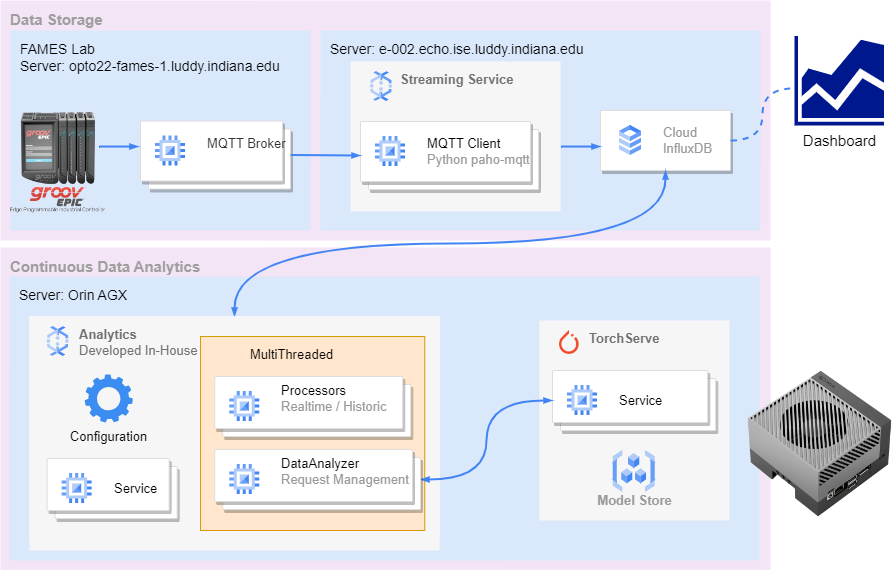 Data Storage
FAMES Lab
Server: opto22-fames-1.luddy.indiana.edu
groov
EPIC
groov
EPIC
Edge Programmable Industrial Controller
MQTT Broker
Server: e-002.echo.ise.luddy.indiana.edu
Streaming Service
MQTT Client
Python paho-mqtt
Cloud
InfluxDB
Dashboard
Continuous Data Analytics
Server: Orin AGX
Analytics
Developed In-House
Configuration
Service
MultiThreaded
Processors
Realtime / Historic
DataAnalyzer
Request Management
TorchServe
Service
Model Store